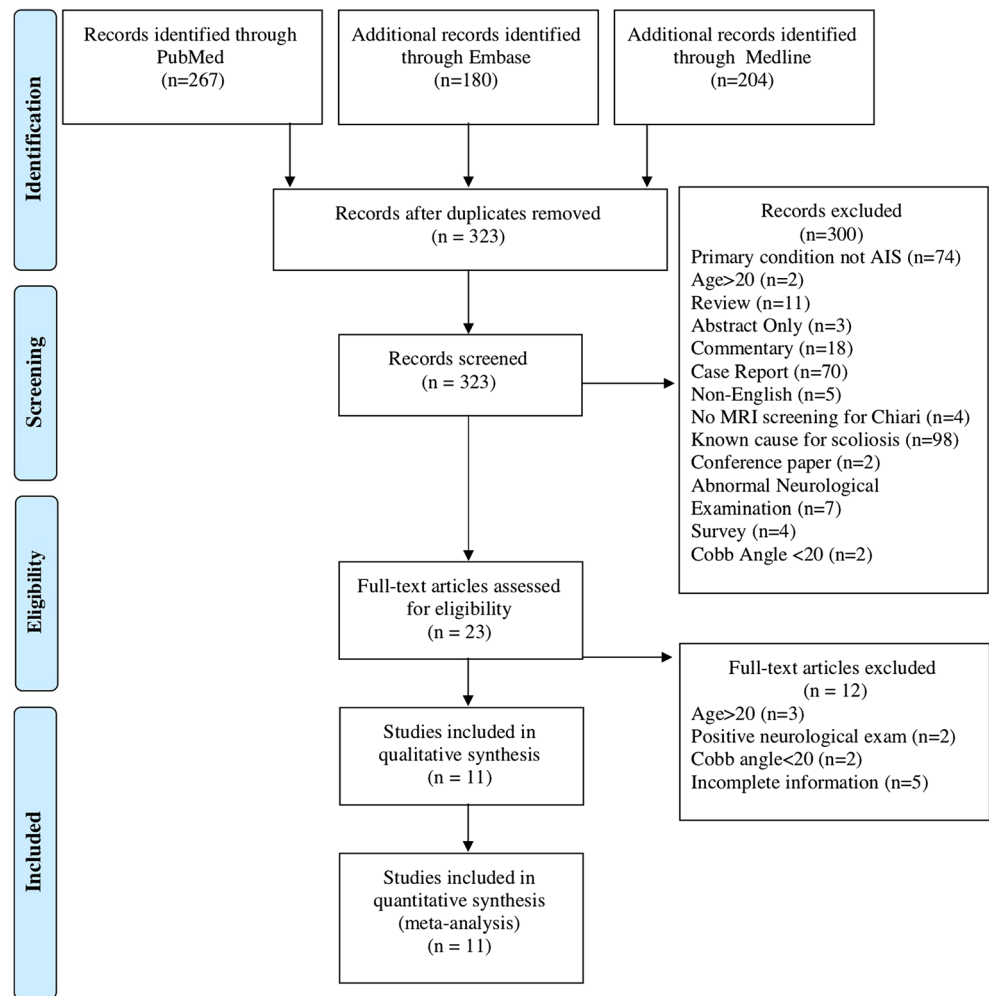 Identification
Records identified through
PubMed
(n=267)
Additional records identified
through Embase
(n=180)
Additional records identified
through Medline
(n=204)
Records after duplicates removed
(n = 323)
Screening
Records screened
(n = 323)
Records excluded
(n=300)
Primary condition not AIS (n=74)
Age>20 (n=2)
Review (n=11)
Abstract Only (n=3)
Commentary (n=18)
Case Report (n=70)
Non-English (n=5)
No MRI screening for Chiari (n=4)
Known cause for scoliosis (n=98)
Conference paper (n=2)
Abnormal Neurological
Examination (n=7)
Survey (n=4)
Cobb Angle <20 (n=2)
Eligibility
Full-text articles assessed
for eligibility
(n = 23)
Full-text articles excluded
(n = 12)
Age>20 (n=3)
Positive neurological exam (n=2)
Cobb angle<20 (n=2)
Incomplete information (n=5)
Included
Studies included in
qualitative synthesis
(n = 11)
Studies included in
quantitative synthesis
(meta-analysis)
(n = 11)